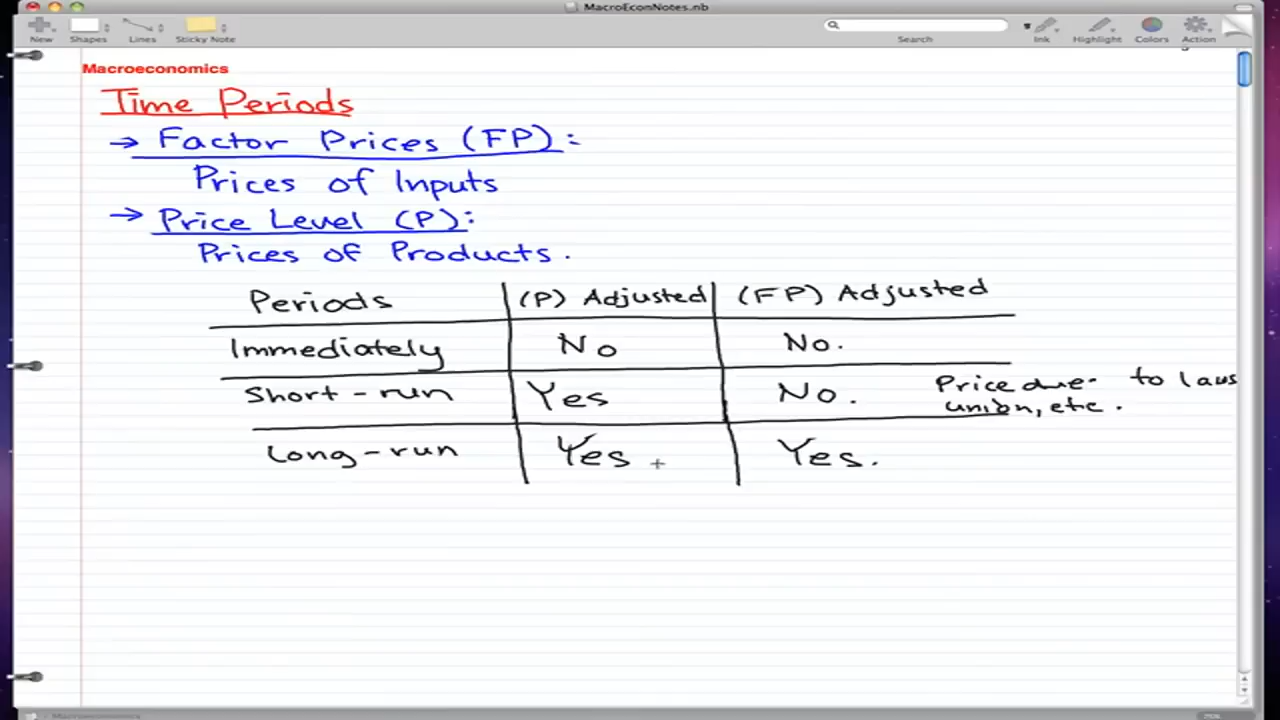 MacroEconNotes.nb
New Shapes Lines Sticky Note Search Ink Highlight Colors Action
Macroeconomics
Time Periods
→ Factor Prices (FP):
Prices of Inputs
→ Price Level (P):
Prices of Products.
Periods (P) Adjusted (FP) Adjusted
Immediately No No.
Short-run Yes No. Price due to laws
union, etc.
Long-run Yes Yes.
Macroeconomics